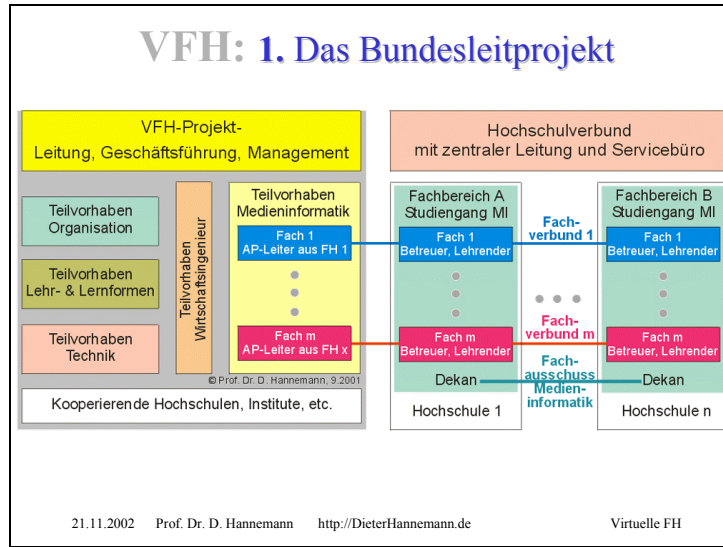 VFH: 1. Das Bundesleitprojekt
VFH-Projekt-
Leitung, Geschäftsführung, Management
Teilvorhaben
Organisation
Teilvorhaben
Lehr- & Lernformen
Teilvorhaben
Technik
Teilvorhaben
Wirtschaftsingenieur
Teilvorhaben
Medieninformatik
Fach 1
AP-Leiter aus FH 1
Fach m
AP-Leiter aus FH x
© Prof. Dr. D. Hannemann, 9.2001
Kooperierende Hochschulen, Institute, etc.
Hochschulverbund
mit zentraler Leitung und Servicebüro
Fachbereich A
Studiengang MI
Fach 1
Betreuer, Lehrender
Fach m
Betreuer, Lehrender
Dekan
Hochschule 1
Fach-
verbund 1
Fach-
verbund m
Fach-
ausschuss
Medien-
informatik
Fachbereich B
Studiengang MI
Fach 1
Betreuer, Lehrender
Fach m
Betreuer, Lehrender
Dekan
Hochschule n
21.11.2002 Prof. Dr. D. Hannemann http://DieterHannemann.de Virtuelle FH